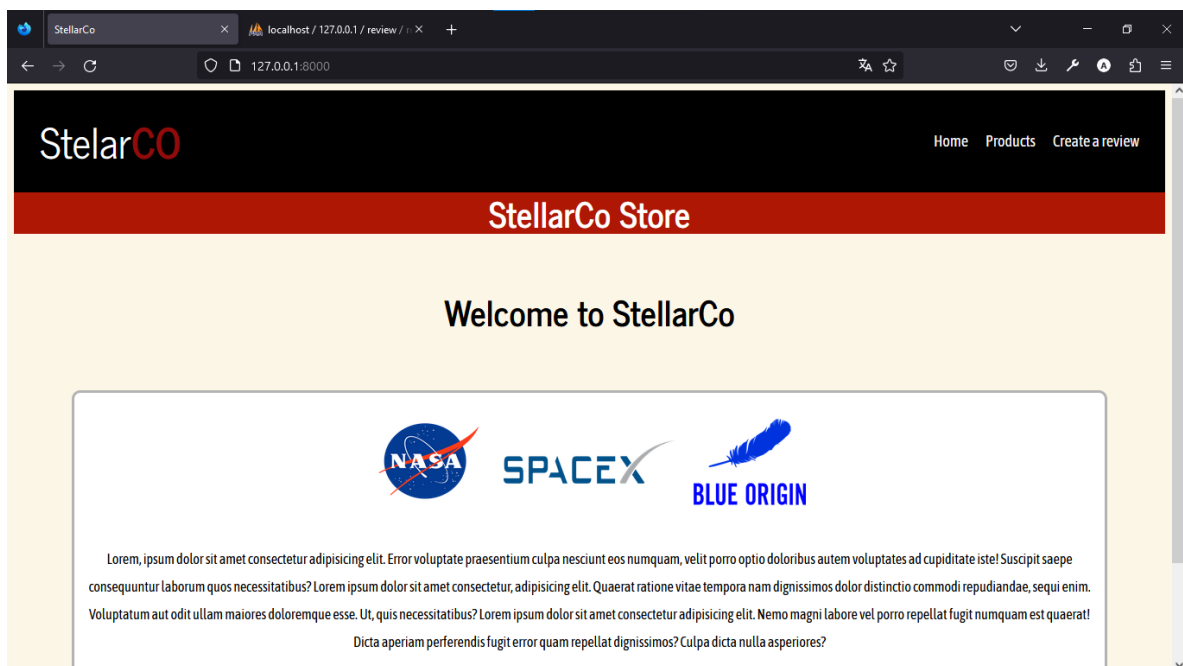 StellarCo
localhost / 127.0.0.1 / review / r
127.0.0.1:8000
StelarCO
Home Products Create a review
StellarCo Store
Welcome to StellarCo
NASA
SPACEX
BLUE ORIGIN
Lorem, ipsum dolor sit amet consectetur adipisicing elit. Error voluptate praesentium culpa nesciunt eos numquam, velit porro optio doloribus autem voluptates ad cupiditate iste! Suscipit saepe
consequuntur laborum quos necessitatibus? Lorem ipsum dolor sit amet consectetur, adipisicing elit. Quaerat ratione vitae tempora nam dignissimos dolor distinctio commodi repudiandae, sequi enim.
Voluptatum aut odit ullam maiores doloremque esse. Ut, quis necessitatibus? Lorem ipsum dolor sit amet consectetur adipisicing elit. Nemo magni labore vel porro repellat fugit numquam est quaerat!
Dicta aperiam perferendis fugit error quam repellat dignissimos? Culpa dicta nulla asperiores?